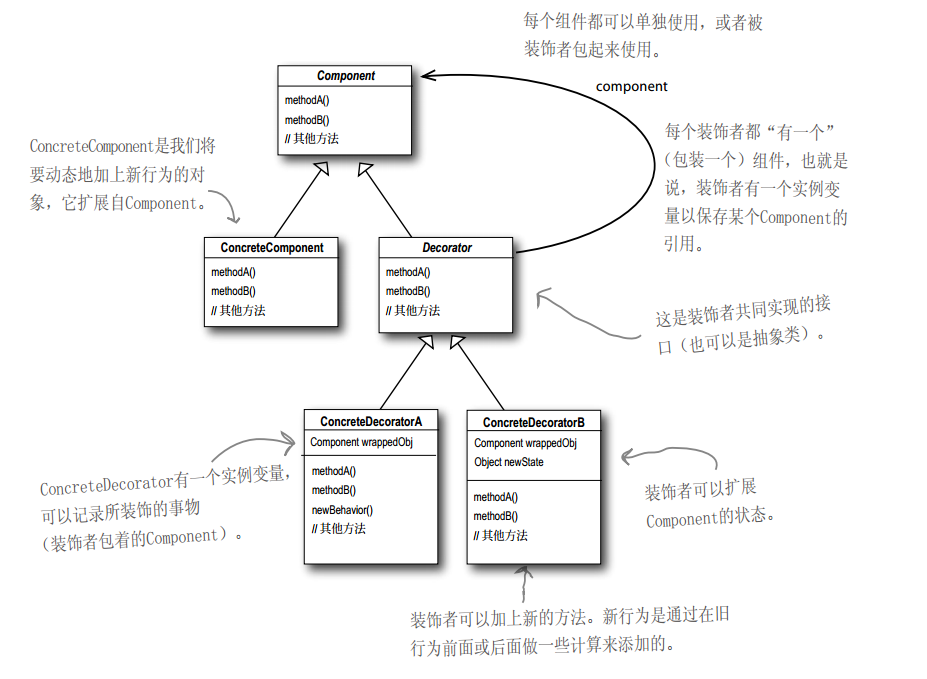 每个组件都可以单独使用，或者被
装饰者包起来使用。
component
每个装饰者都“有一个”
（包装一个）组件，也就是
说，装饰者有一个实例变
量以保存某个Component的
引用。
Component
methodA()
methodB()
// 其他方法
ConcreteComponent是我们将
要动态地加上新行为的对
象，它扩展自Component。
ConcreteComponent
methodA()
methodB()
// 其他方法
Decorator
methodA()
methodB()
// 其他方法
这是装饰者共同实现的接
口（也可以是抽象类）。
ConcreteDecoratorA
Component wrappedObj
methodA()
methodB()
newBehavior()
// 其他方法
ConcreteDecoratorB
Component wrappedObj
Object newState
methodA()
methodB()
// 其他方法
ConcreteDecorator有一个实例变量，
可以记录所装饰的事物
（装饰者包着的Component）。
装饰者可以扩展
Component的状态。
装饰者可以加上新的方法。新行为是通过在旧
行为前面或后面做一些计算来添加的。